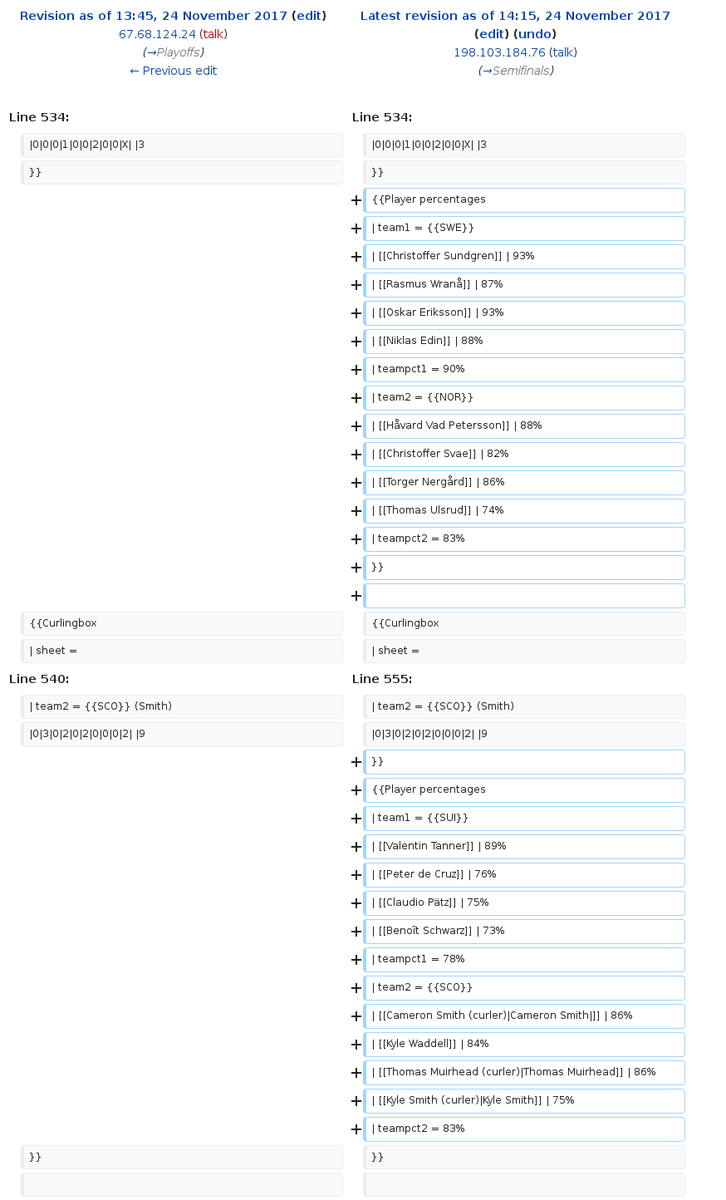 Revision as of 13:45, 24 November 2017 (edit)
67.68.124.24 (talk)
(→Playoffs)
← Previous edit
Latest revision as of 14:15, 24 November 2017
(edit) (undo)
198.103.184.76 (talk)
(→Semifinals)
Line 534:
Line 534:
|0|0|0|1|0|0|2|0|0|X| |3
|0|0|0|1|0|0|2|0|0|X| |3
}}
}}
+ {{Player percentages
+ | team1 = {{SWE}}
+ | [[Christoffer Sundgren]] | 93%
+ | [[Rasmus Wranå]] | 87%
+ | [[Oskar Eriksson]] | 93%
+ | [[Niklas Edin]] | 88%
+ | teampct1 = 90%
+ | team2 = {{NOR}}
+ | [[Håvard Vad Petersson]] | 88%
+ | [[Christoffer Svae]] | 82%
+ | [[Torger Nergård]] | 86%
+ | [[Thomas Ulsrud]] | 74%
+ | teampct2 = 83%
+ }}
+
{{Curlingbox
{{Curlingbox
| sheet =
| sheet =
Line 540:
Line 555:
| team2 = {{SCO}} (Smith)
| team2 = {{SCO}} (Smith)
|0|3|0|2|0|2|0|0|0|2| |9
|0|3|0|2|0|2|0|0|0|2| |9
+ }}
+ {{Player percentages
+ | team1 = {{SUI}}
+ | [[Valentin Tanner]] | 89%
+ | [[Peter de Cruz]] | 76%
+ | [[Claudio Pätz]] | 75%
+ | [[Benoît Schwarz]] | 73%
+ | teampct1 = 78%
+ | team2 = {{SCO}}
+ | [[Cameron Smith (curler)|Cameron Smith|]] | 86%
+ | [[Kyle Waddell]] | 84%
+ | [[Thomas Muirhead (curler)|Thomas Muirhead]] | 86%
+ | [[Kyle Smith (curler)|Kyle Smith]] | 75%
+ | teampct2 = 83%
}}
}}